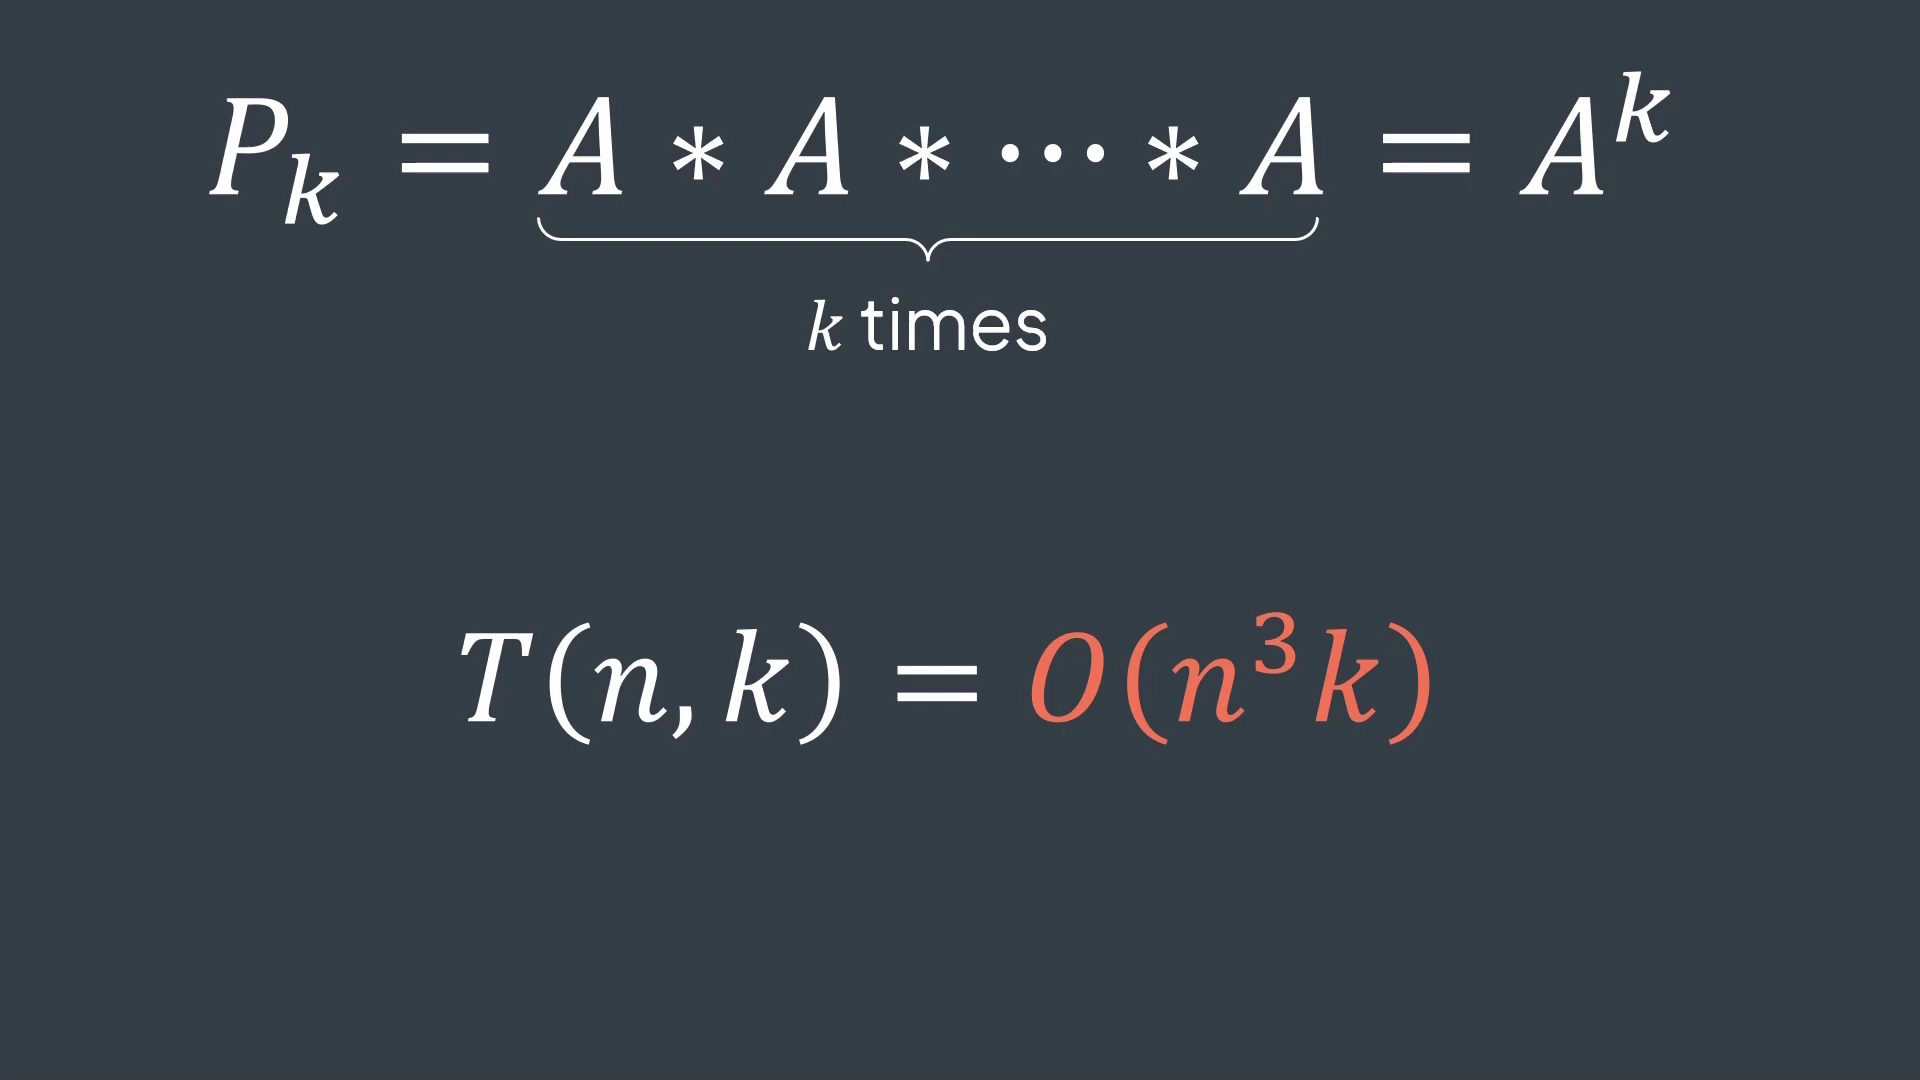 P_k = A * A * ⋯ * A = A^k
k times
T(n, k) = O(n^3 k)